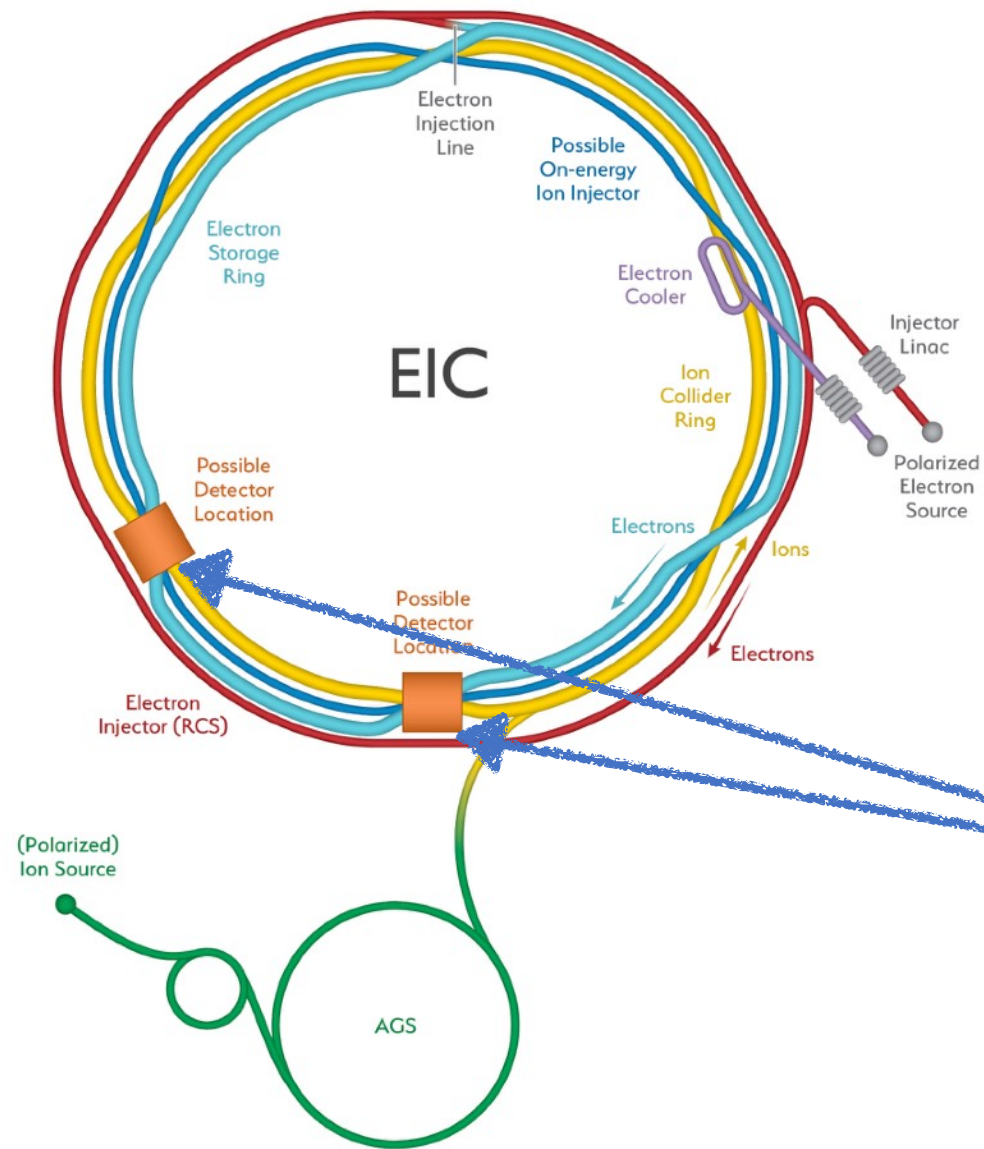 Electron
Injection
Line
Possible
On-energy
Ion Injector
Electron
Storage
Ring
Electron
Cooler
Injector
Linac
EIC
Ion
Collider
Ring
Polarized
Electron
Source
Possible
Detector
Location
Electrons
Ions
Possible
Detector
Location
Electrons
Electron
Injector (RCS)
(Polarized)
Ion Source
AGS